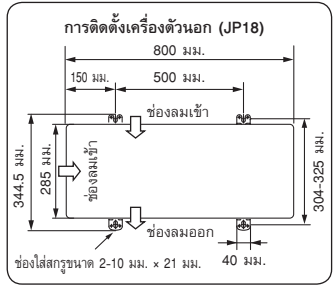 การติดตั้งเครื่องตัวนอก (JP18)
800 มม.
150 มม.
500 มม.
ช่องลมเข้า
344.5 มม.
285 มม.
ช่องลมเข้า
304-325 มม.
ช่องลมออก
ช่องใส่สกรูขนาด 2-10 มม. × 21 มม.
40 มม.